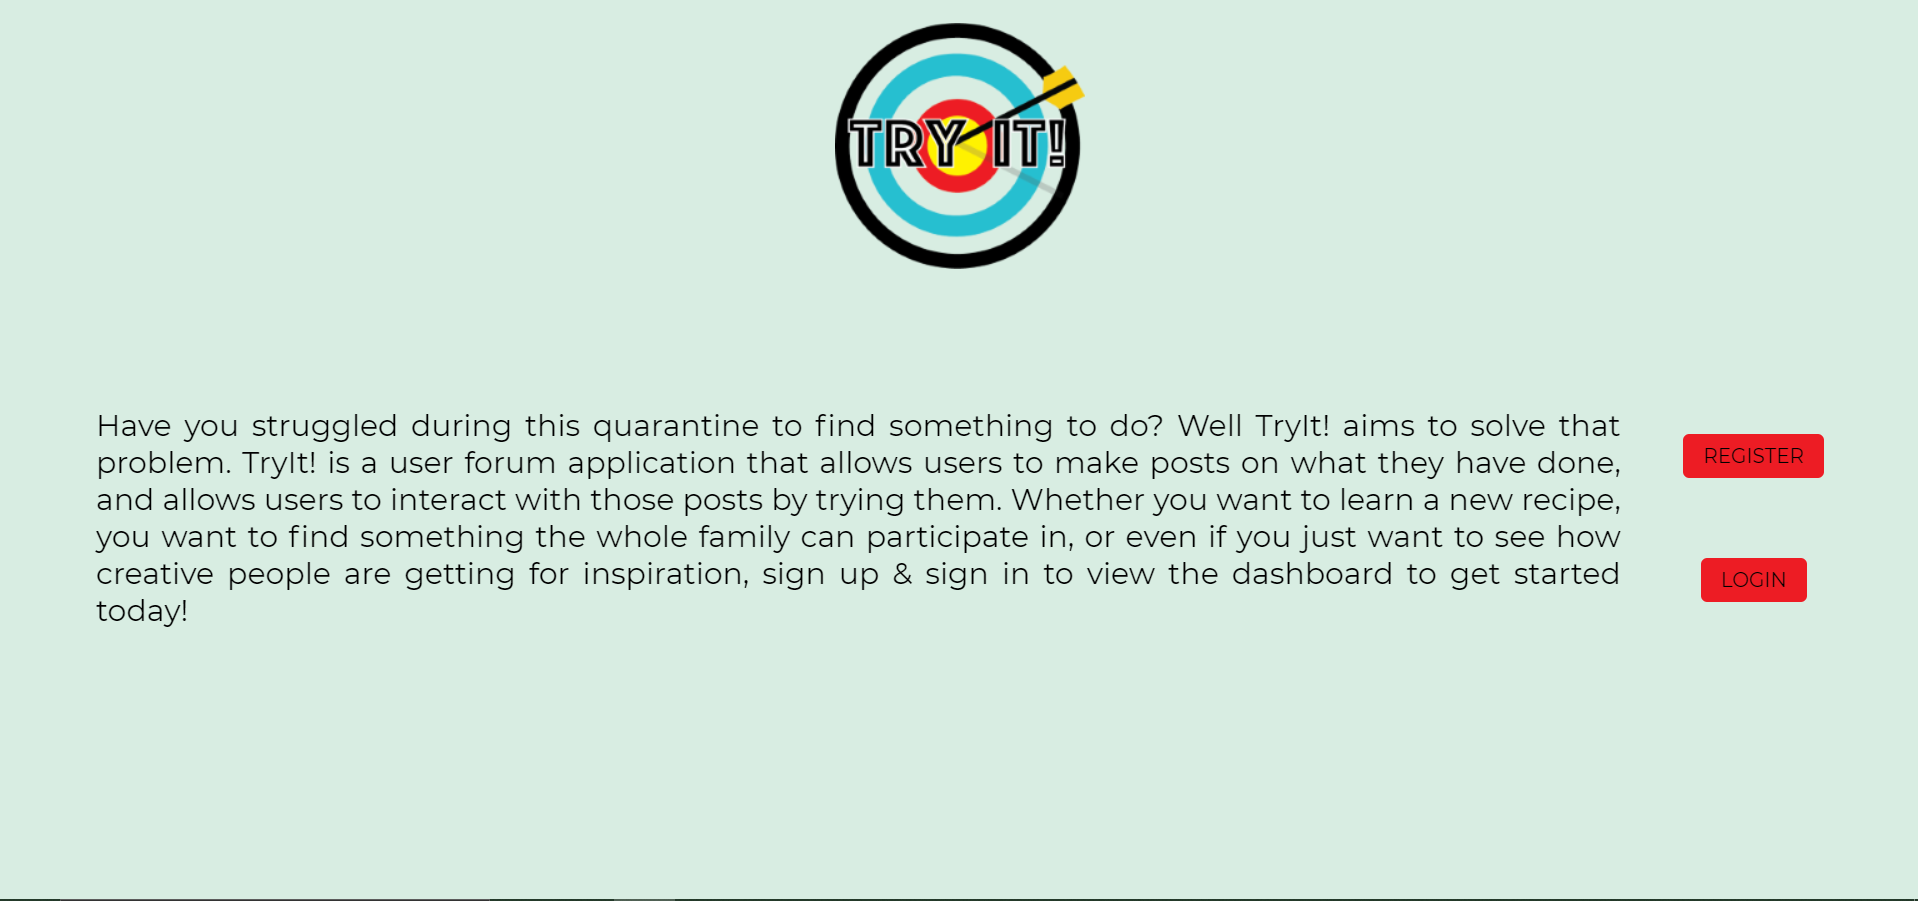 TRY IT!
Have you struggled during this quarantine to find something to do? Well TryIt! aims to solve that
problem. TryIt! is a user forum application that allows users to make posts on what they have done,
and allows users to interact with those posts by trying them. Whether you want to learn a new recipe,
you want to find something the whole family can participate in, or even if you just want to see how
creative people are getting for inspiration, sign up & sign in to view the dashboard to get started
today!
REGISTER
LOGIN